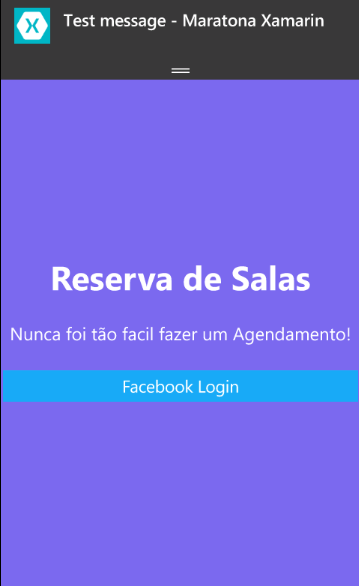 Test message - Maratona Xamarin
Reserva de Salas
Nunca foi tão facil fazer um Agendamento!
Facebook Login